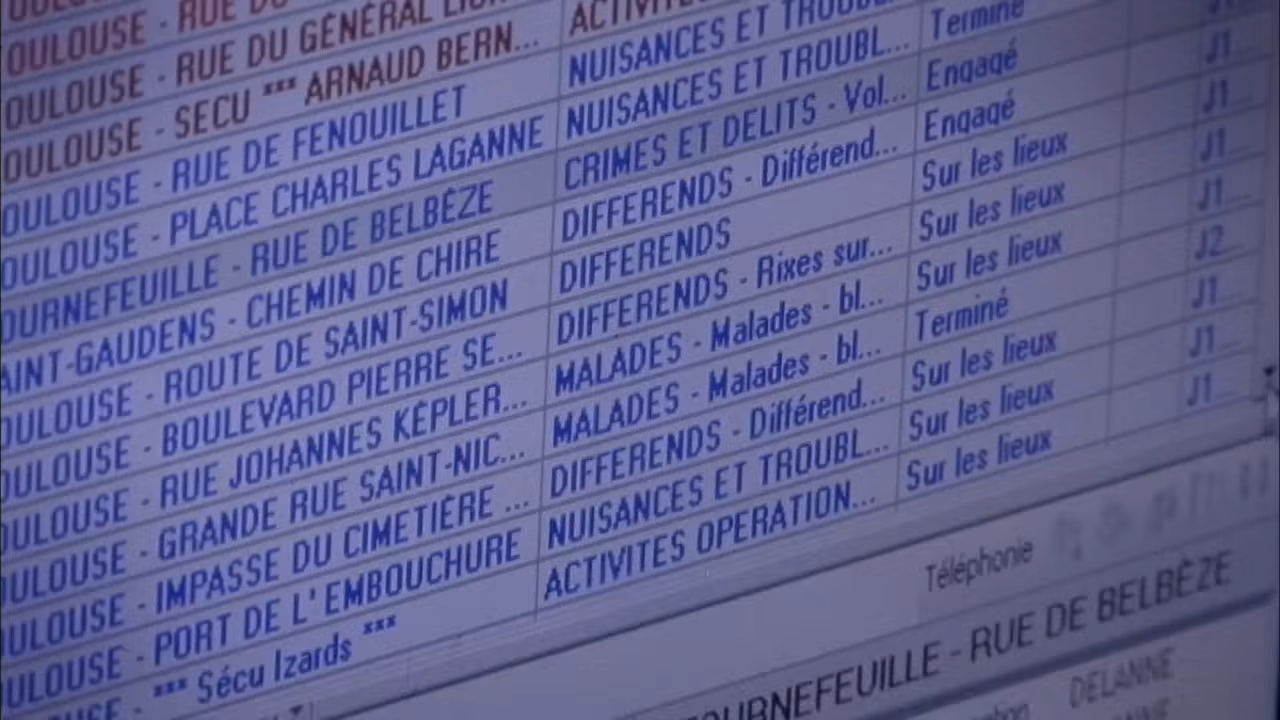 OULOUSE - RUE DU
OULOUSE - RUE DU GÉNÉRAL
OULOUSE - SECU *** ARNAUD BERN... ACTIVITÉS
OULOUSE - RUE DE FENOUILLET NUISANCES ET TROUBL
OULOUSE - PLACE CHARLES LAGANNE NUISANCES ET TROUBL... Terminé
OURNEFEUILLE - RUE DE BELBÈZE CRIMES ET DELITS - Vol... Engagé
AINT-GAUDENS - CHEMIN DE CHIRE DIFFERENDS - Différend... Engagé J1...
OULOUSE - ROUTE DE SAINT-SIMON DIFFERENDS Sur les lieux J1...
OULOUSE - BOULEVARD PIERRE SE... DIFFERENDS - Rixes sur... Sur les lieux J1...
OULOUSE - RUE JOHANNES KÉPLER... MALADES - Malades - bl... Sur les lieux J1...
OULOUSE - GRANDE RUE SAINT-NIC... MALADES - Malades - bl... Terminé J2...
OULOUSE - IMPASSE DU CIMETIÈRE ... DIFFERENDS - Différend... Sur les lieux J1...
OULOUSE - PORT DE L'EMBOUCHURE NUISANCES ET TROUBL... Sur les lieux J1...
OUSE - *** Sécu Izards *** ACTIVITES OPERATION... Sur les lieux J1...
Téléphonie
OURNEFEUILLE - RUE DE BELBÈZE
DELANNE